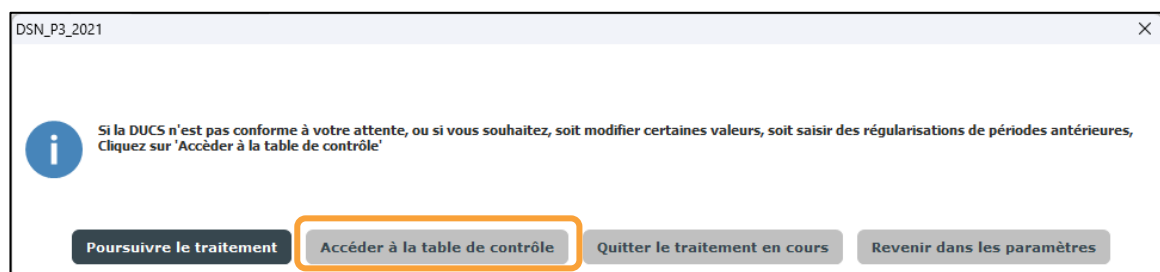 DSN_P3_2021
Si la DUCS n'est pas conforme à votre attente, ou si vous souhaitez, soit modifier certaines valeurs, soit saisir des régularisations de périodes antérieures,
Cliquez sur 'Accèder à la table de contrôle'
Poursuivre le traitement Accéder à la table de contrôle Quitter le traitement en cours Revenir dans les paramètres